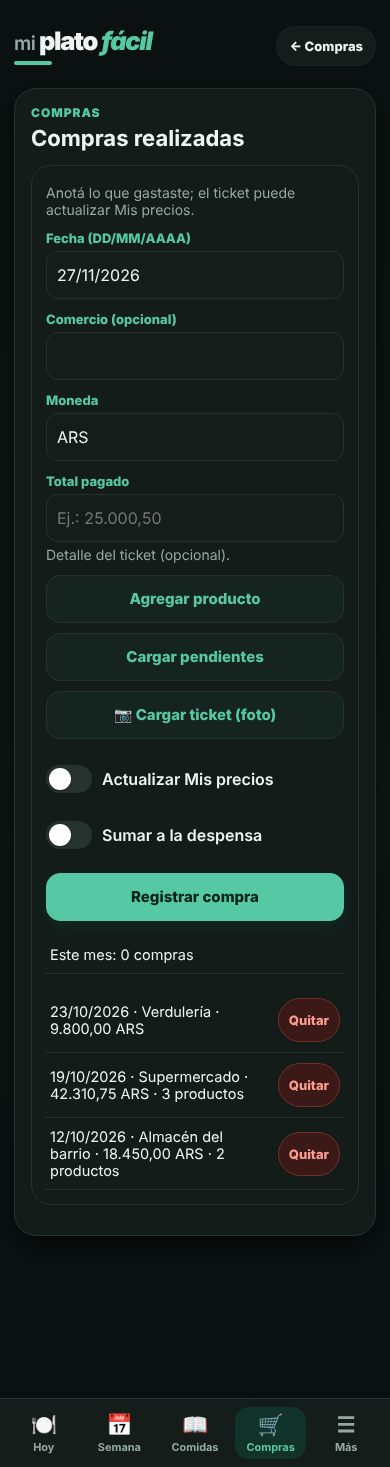 mi plato fácil
← Compras
COMPRAS
Compras realizadas
Anotá lo que gastaste; el ticket puede
actualizar Mis precios.
Fecha (DD/MM/AAAA)
27/11/2026
Comercio (opcional)
Moneda
ARS
Total pagado
Ej.: 25.000,50
Detalle del ticket (opcional).
Agregar producto
Cargar pendientes
📷 Cargar ticket (foto)
Actualizar Mis precios
Sumar a la despensa
Registrar compra
Este mes: 0 compras
23/10/2026 · Verdulería ·
9.800,00 ARS
Quitar
19/10/2026 · Supermercado ·
42.310,75 ARS · 3 productos
Quitar
12/10/2026 · Almacén del
barrio · 18.450,00 ARS · 2
productos
Quitar
Hoy
Semana
Comidas
Compras
Más